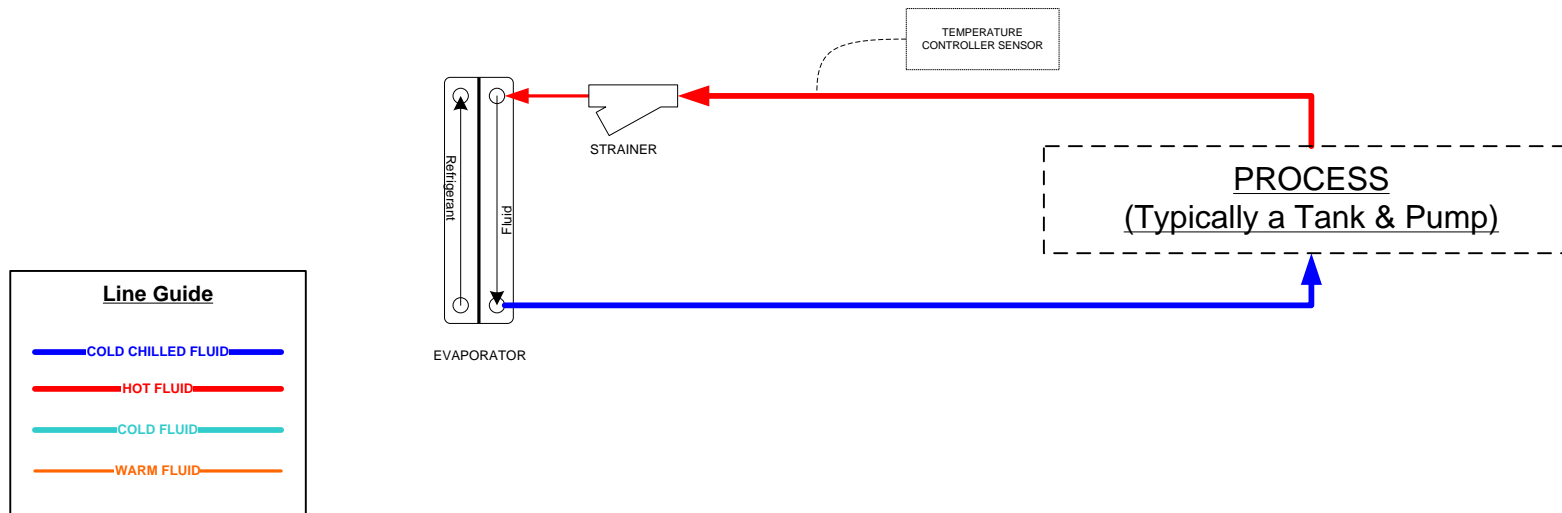 TEMPERATURE
CONTROLLER SENSOR
STRAINER
Refrigerant
Fluid
PROCESS
(Typically a Tank & Pump)
EVAPORATOR
Line Guide
COLD CHILLED FLUID
HOT FLUID
COLD FLUID
WARM FLUID